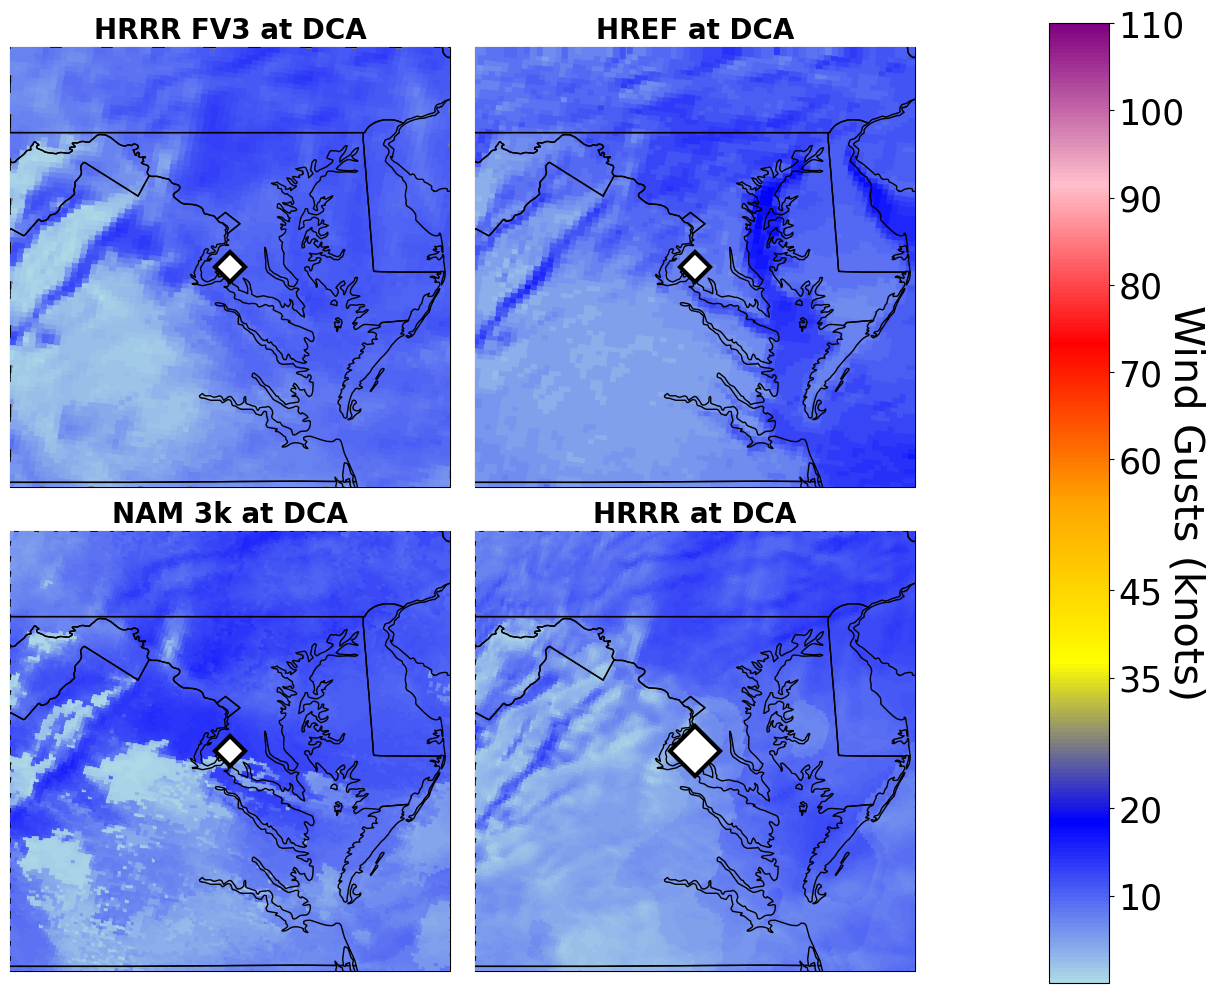 HRRR FV3 at DCA
HREF at DCA
NAM 3k at DCA
HRRR at DCA
110
100
90
80
70
60
45
35
20
10
Wind Gusts (knots)